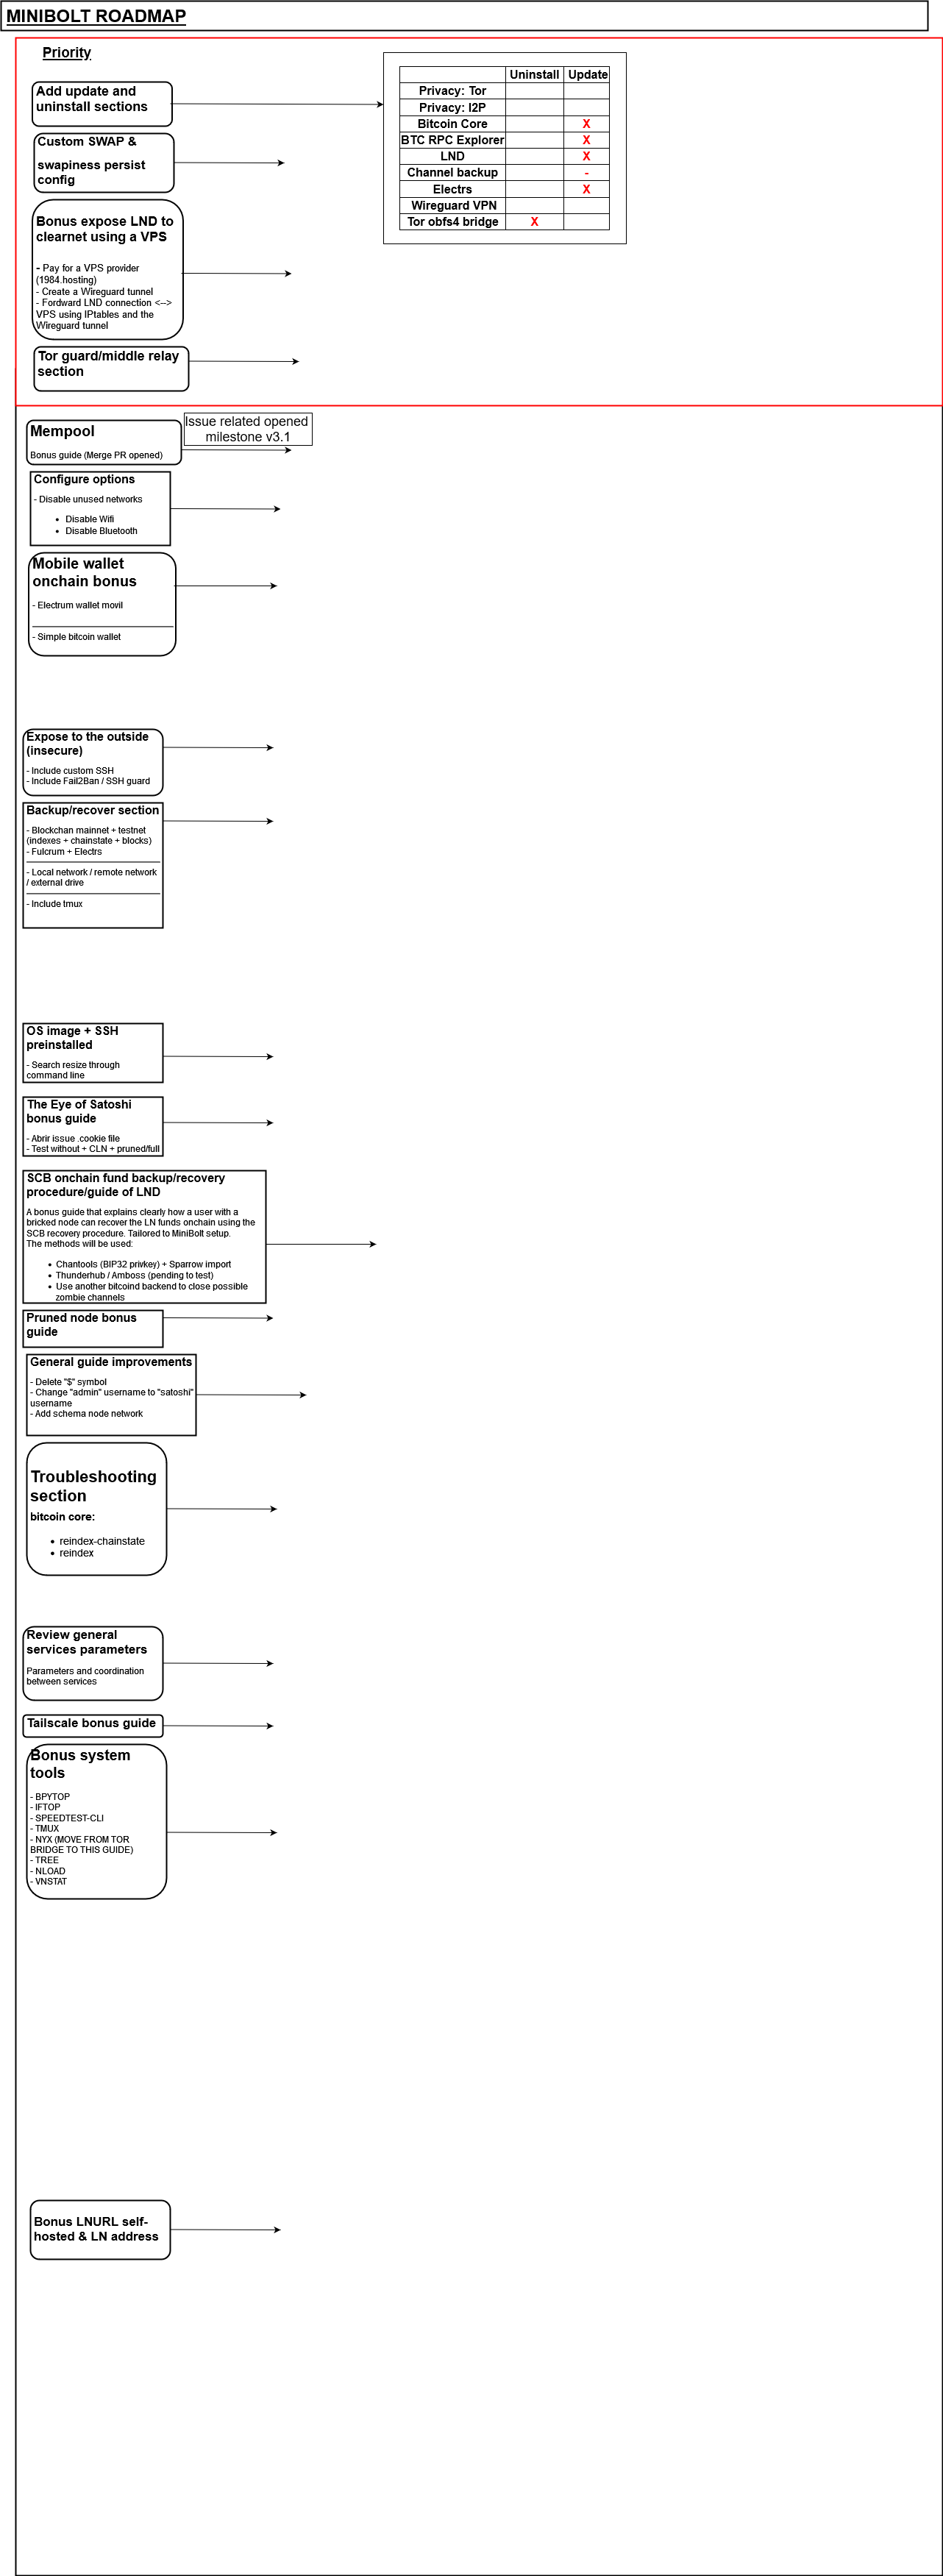 MINIBOLT ROADMAP
Priority
Add update and
uninstall sections
Uninstall Update
Privacy: Tor
Privacy: I2P
Bitcoin Core X
BTC RPC Explorer X
LND X
Channel backup -
Electrs X
Wireguard VPN
Tor obfs4 bridge X
Custom SWAP &
swapiness persist
config
Bonus expose LND to
clearnet using a VPS
- Pay for a VPS provider
(1984.hosting)
- Create a Wireguard tunnel
- Fordward LND connection <-->
VPS using IPtables and the
Wireguard tunnel
Tor guard/middle relay
section
Mempool
Bonus guide (Merge PR opened)
Issue related opened
milestone v3.1
Configure options
- Disable unused networks
• Disable Wifi
• Disable Bluetooth
Mobile wallet
onchain bonus
- Electrum wallet movil
- Simple bitcoin wallet
Expose to the outside
(insecure)
- Include custom SSH
- Include Fail2Ban / SSH guard
Backup/recover section
- Blockchan mainnet + testnet
(indexes + chainstate + blocks)
- Fulcrum + Electrs
- Local network / remote network
/ external drive
- Include tmux
OS image + SSH
preinstalled
- Search resize through
command line
The Eye of Satoshi
bonus guide
- Abrir issue .cookie file
- Test without + CLN + pruned/full
SCB onchain fund backup/recovery
procedure/guide of LND
A bonus guide that explains clearly how a user with a
bricked node can recover the LN funds onchain using the
SCB recovery procedure. Tailored to MiniBolt setup.
The methods will be used:
• Chantools (BIP32 privkey) + Sparrow import
• Thunderhub / Amboss (pending to test)
• Use another bitcoind backend to close possible
zombie channels
Pruned node bonus
guide
General guide improvements
- Delete "$" symbol
- Change "admin" username to "satoshi"
username
- Add schema node network
Troubleshooting
section
bitcoin core:
• reindex-chainstate
• reindex
Review general
services parameters
Parameters and coordination
between services
Tailscale bonus guide
Bonus system
tools
- BPYTOP
- IFTOP
- SPEEDTEST-CLI
- TMUX
- NYX (MOVE FROM TOR
BRIDGE TO THIS GUIDE)
- TREE
- NLOAD
- VNSTAT
Bonus LNURL self-
hosted & LN address